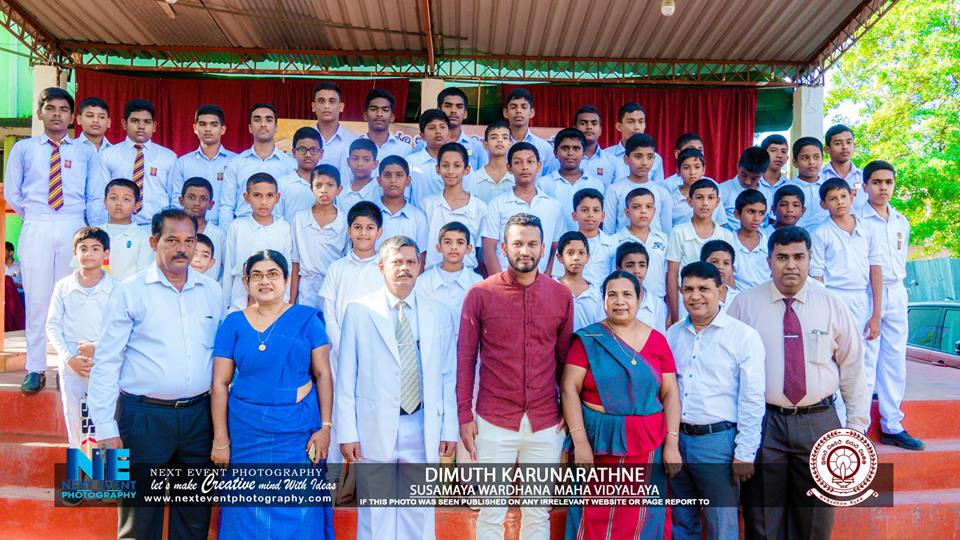 NE
NEXT EVENT
PHOTOGRAPHY
NEXT EVENT PHOTOGRAPHY
let's make Creative mind With Ideas
www.nexteventphotography.com
DIMUTH KARUNARATHNE
SUSAMAYA WARDHANA MAHA VIDYALAYA
IF THIS PHOTO WAS SEEN PUBLISHED ON ANY IRRELEVENT WEBSITE OR PAGE REPORT TO